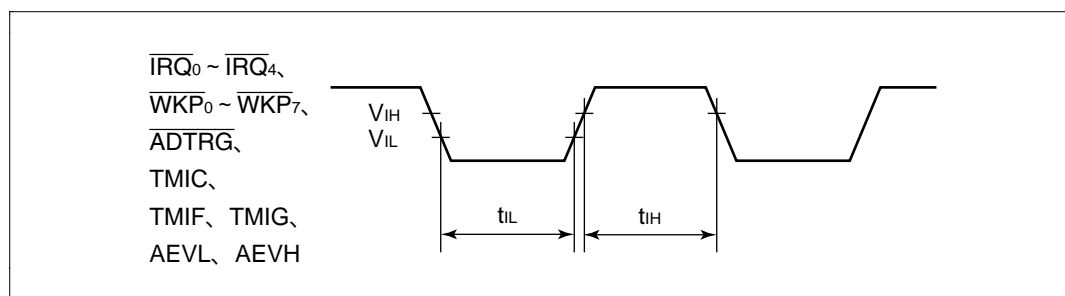 IRQ0 ~ IRQ4、
WKP0 ~ WKP7、
ADTRG、
TMIC、
TMIF、TMIG、
AEVL、AEVH
VIH
VIL
tIL
tIH